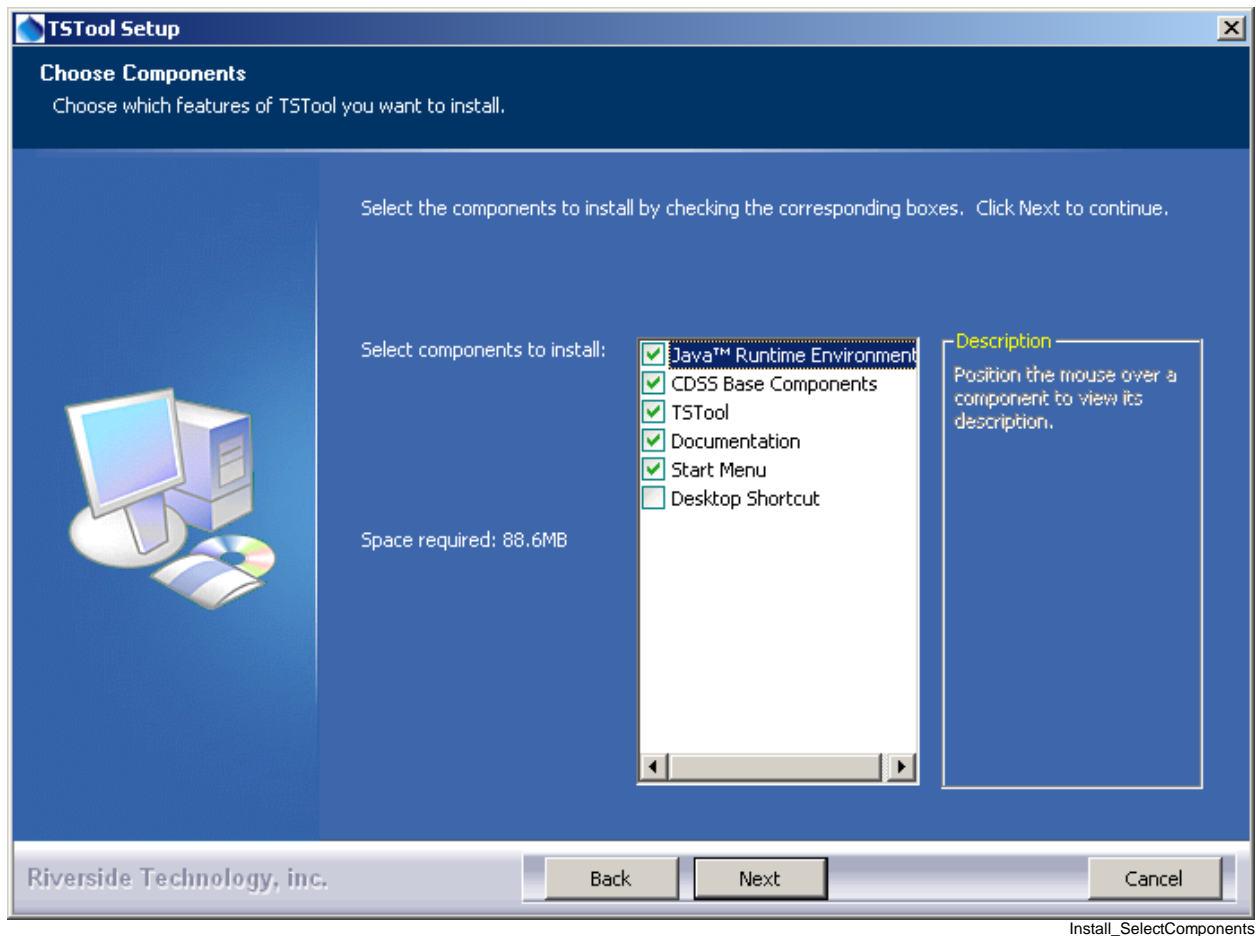 TSTool Setup
Choose Components
Choose which features of TSTool you want to install.
Select the components to install by checking the corresponding boxes.  Click Next to continue.
Select components to install:
Java™ Runtime Environment
CDSS Base Components
TSTool
Documentation
Start Menu
Desktop Shortcut
Space required: 88.6MB
Description
Position the mouse over a
component to view its
description.
Riverside Technology, inc.
Back
Next
Cancel
Install_SelectComponents